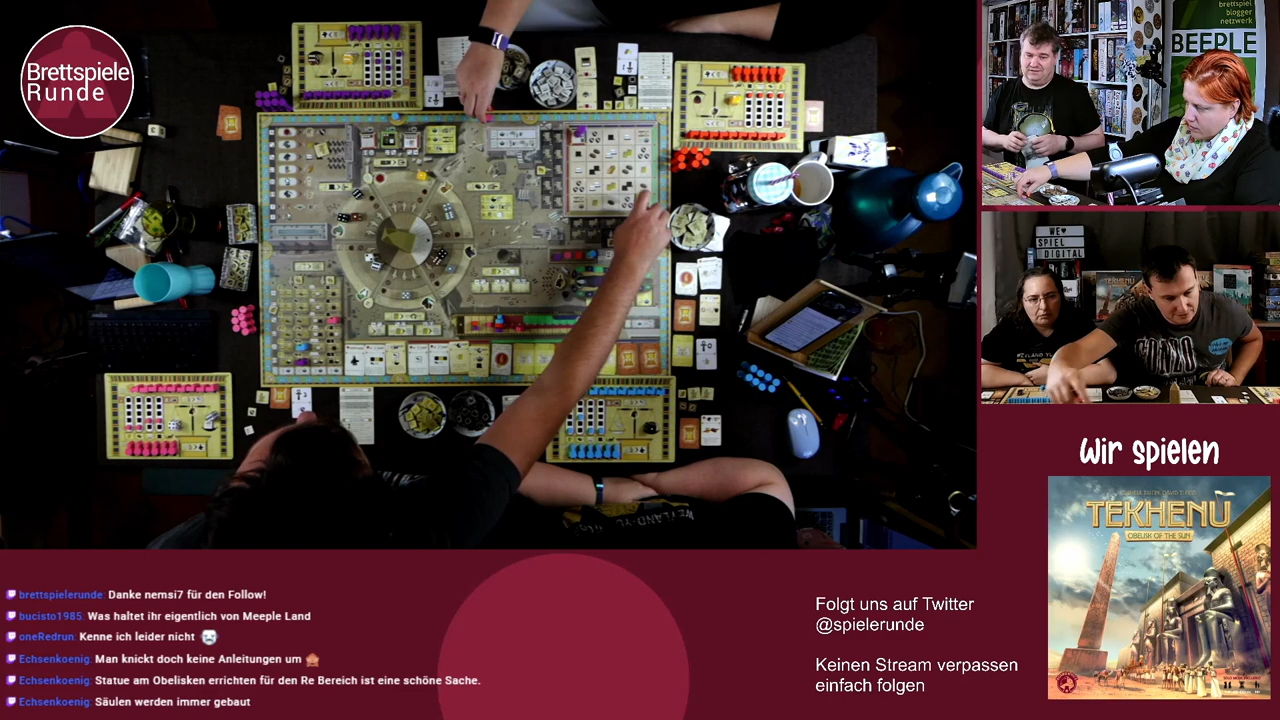 Brettspiele
Runde
brettspiel
blogger
netzwerk
BEEPLE
WE
SPIEL
DIGITAL
Wir spielen
TEKHENU
OBELISK OF THE SUN
brettspielerunde: Danke nemsi7 für den Follow!
bucisto1985: Was haltet ihr eigentlich von Meeple Land
oneRedrun: Kenne ich leider nicht
Echsenkoenig: Man knickt doch keine Anleitungen um
Echsenkoenig: Statue am Obelisken errichten für den Re Bereich ist eine schöne Sache.
Echsenkoenig: Säulen werden immer gebaut
Folgt uns auf Twitter
@spielerunde
Keinen Stream verpassen
einfach folgen